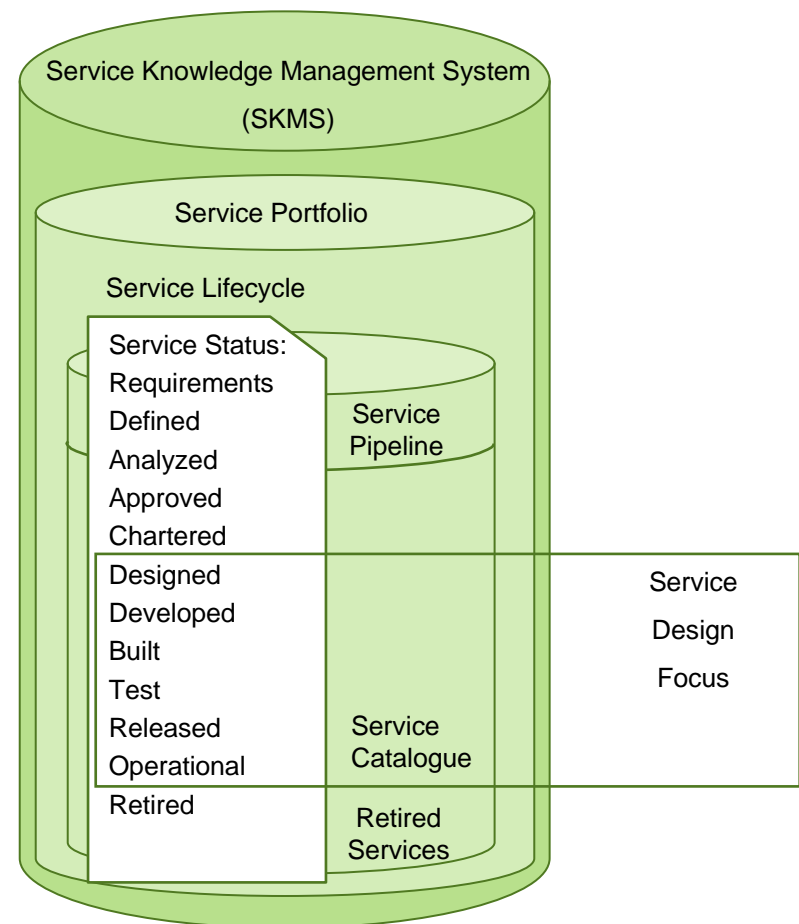 Service Knowledge Management System
(SKMS)
Service Portfolio
Service Lifecycle
Service Status:
Requirements
Defined
Analyzed
Approved
Chartered
Designed
Developed
Built
Test
Released
Operational
Retired
Service
Pipeline
Service
Catalogue
Retired
Services
Service
Design
Focus